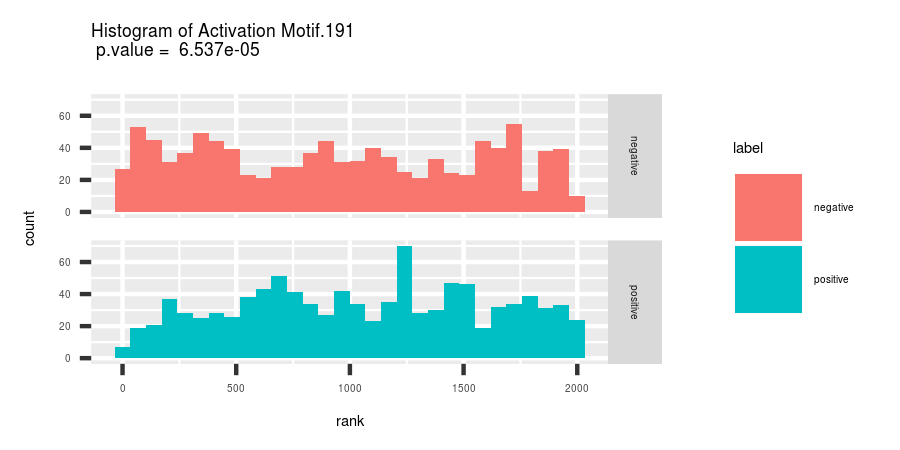 Histogram of Activation Motif.191
p.value = 6.537e-05
60
40
20
0
negative
60
40
20
0
positive
0
500
1000
1500
2000
rank
count
label
negative
positive